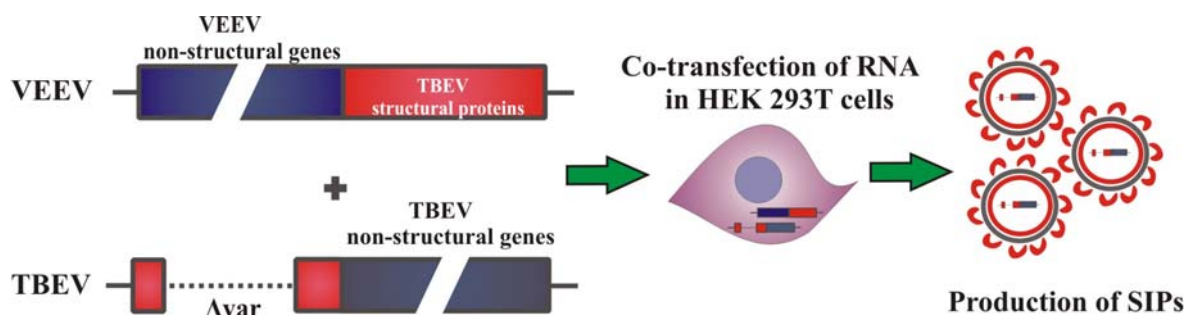 VEEV
non-structural genes
VEEV
TBEV
structural proteins
+
TBEV
non-structural genes
TBEV
Δvar
Co-transfection of RNA
in HEK 293T cells
Production of SIPs